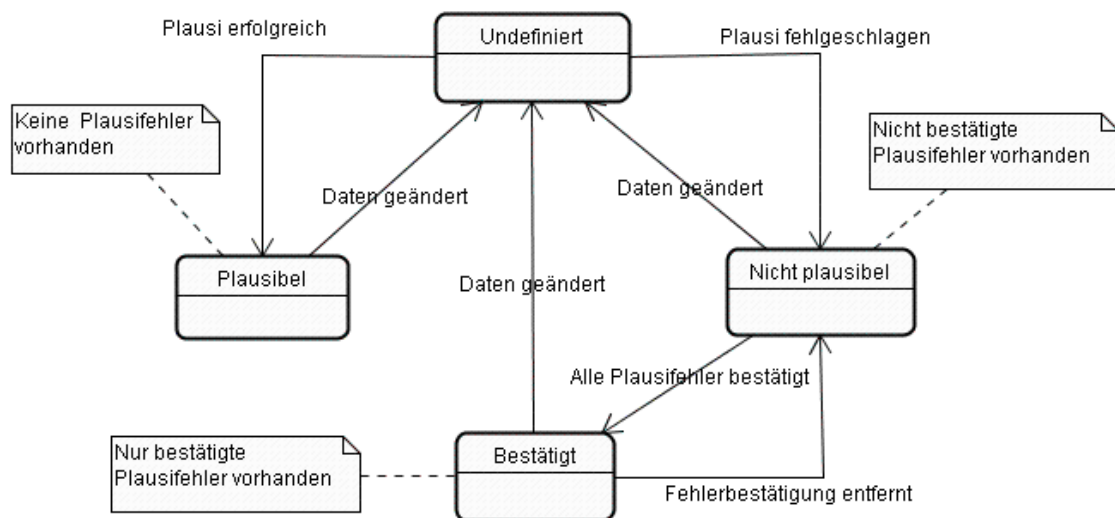 Plausi erfolgreich
Undefiniert
Plausi fehlgeschlagen
Keine Plausifehler
vorhanden
Nicht bestätigte
Plausifehler vorhanden
Daten geändert
Daten geändert
Plausibel
Daten geändert
Nicht plausibel
Alle Plausifehler bestätigt
Nur bestätigte
Plausifehler vorhanden
Bestätigt
Fehlerbestätigung entfernt